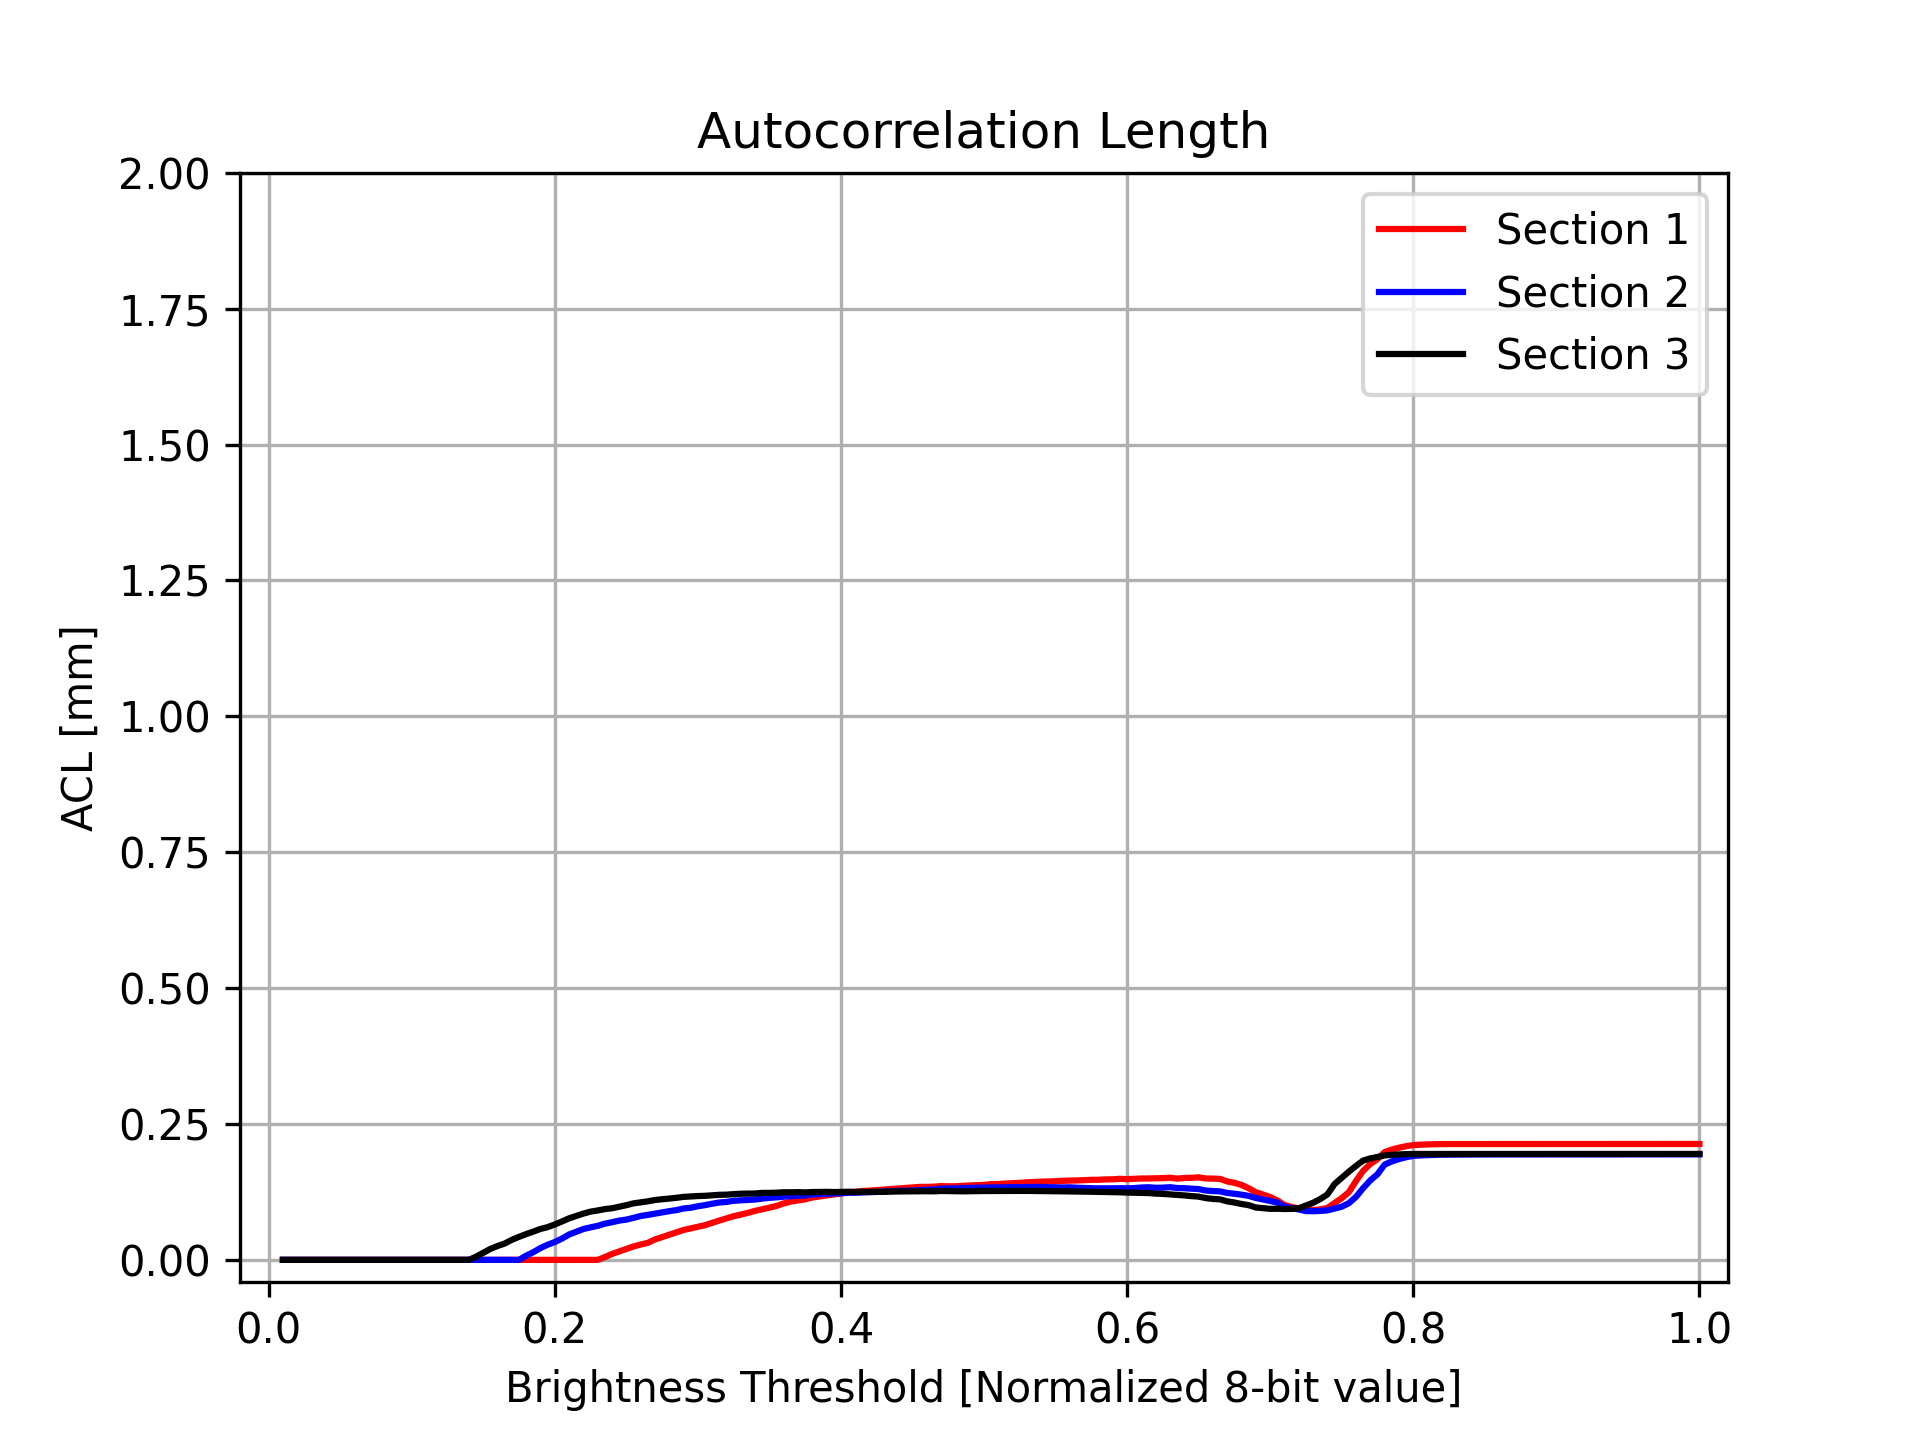 Autocorrelation Length
2.00
1.75
1.50
1.25
1.00
0.75
0.50
0.25
0.00
ACL [mm]
Section 1
Section 2
Section 3
0.0 0.2 0.4 0.6 0.8 1.0
Brightness Threshold [Normalized 8-bit value]